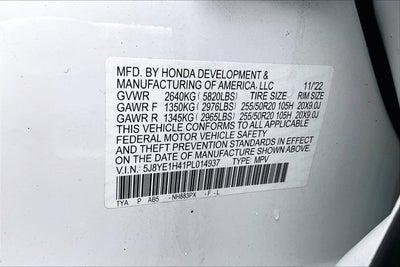 MFD. BY HONDA DEVELOPMENT &
MANUFACTURING OF AMERICA, LLC 11/'22
GVWR 2640KG (5820LBS) TIRE SIZE RIM SIZE
GAWR F 1350KG (2976LBS) 255/50R20 105H 20X9.0J
GAWR R 1345KG (2965LBS) 255/50R20 105H 20X9.0J
THIS VEHICLE CONFORMS TO ALL APPLICABLE
FEDERAL MOTOR VEHICLE SAFETY STANDARDS IN EFFECT
ON THE DATE OF MANUFACTURE SHOWN ABOVE.
V.I.N. 5J8YE1H41PL014937 TYPE MPV
TYA P AB5 - NH883PX - F - L